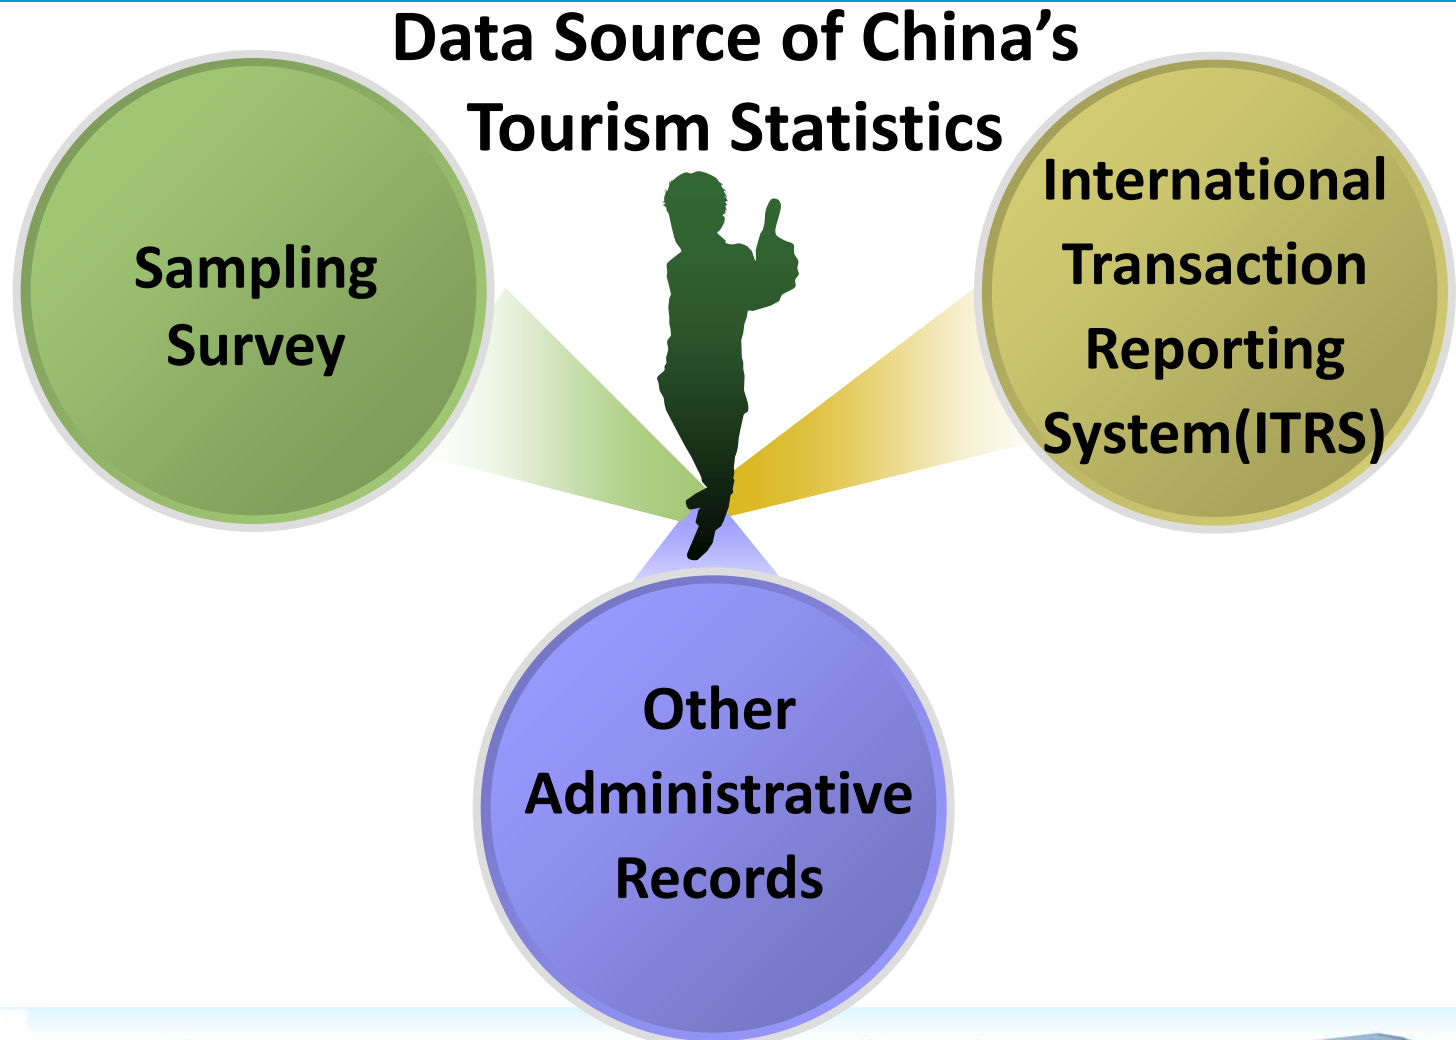 Data Source of China’s
Tourism Statistics
Sampling
Survey
International
Transaction
Reporting
System(ITRS)
Other
Administrative
Records